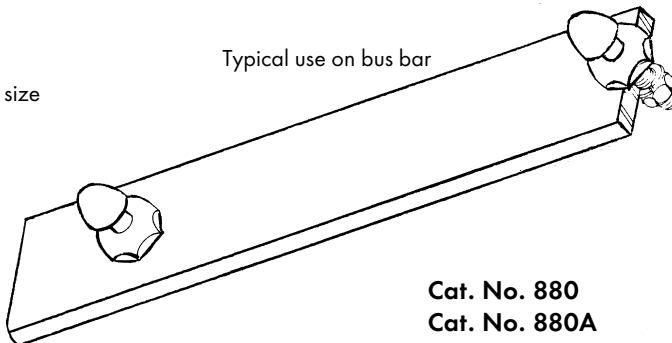 Typical use on bus bar
size
Cat. No. 880
Cat. No. 880A